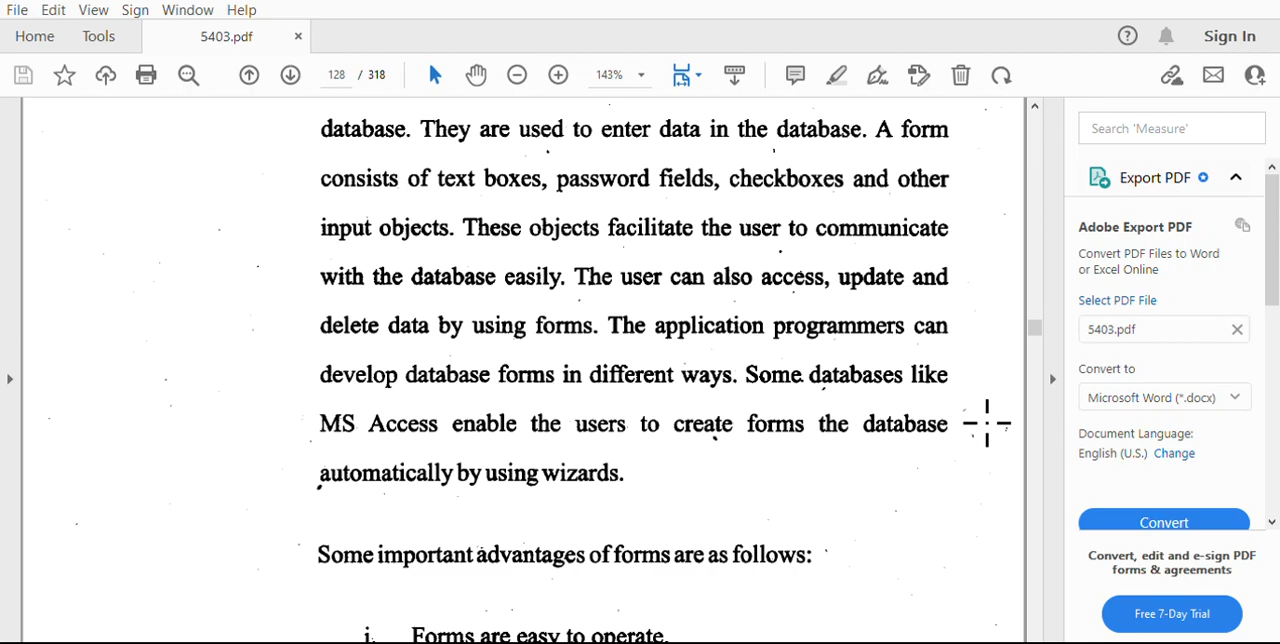 File Edit View Sign Window Help
Home Tools 5403.pdf × Sign In
128 / 318 143%
database. They are used to enter data in the database. A form
consists of text boxes, password fields, checkboxes and other
input objects. These objects facilitate the user to communicate
with the database easily. The user can also access, update and
delete data by using forms. The application programmers can
develop database forms in different ways. Some databases like
MS Access enable the users to create forms the database
automatically by using wizards.
Some important advantages of forms are as follows:
i. Forms are easy to operate.
Search 'Measure'
Export PDF
Adobe Export PDF
Convert PDF Files to Word
or Excel Online
Select PDF File
5403.pdf
Convert to
Microsoft Word (*.docx)
Document Language:
English (U.S.) Change
Convert
Convert, edit and e-sign PDF
forms & agreements
Free 7-Day Trial